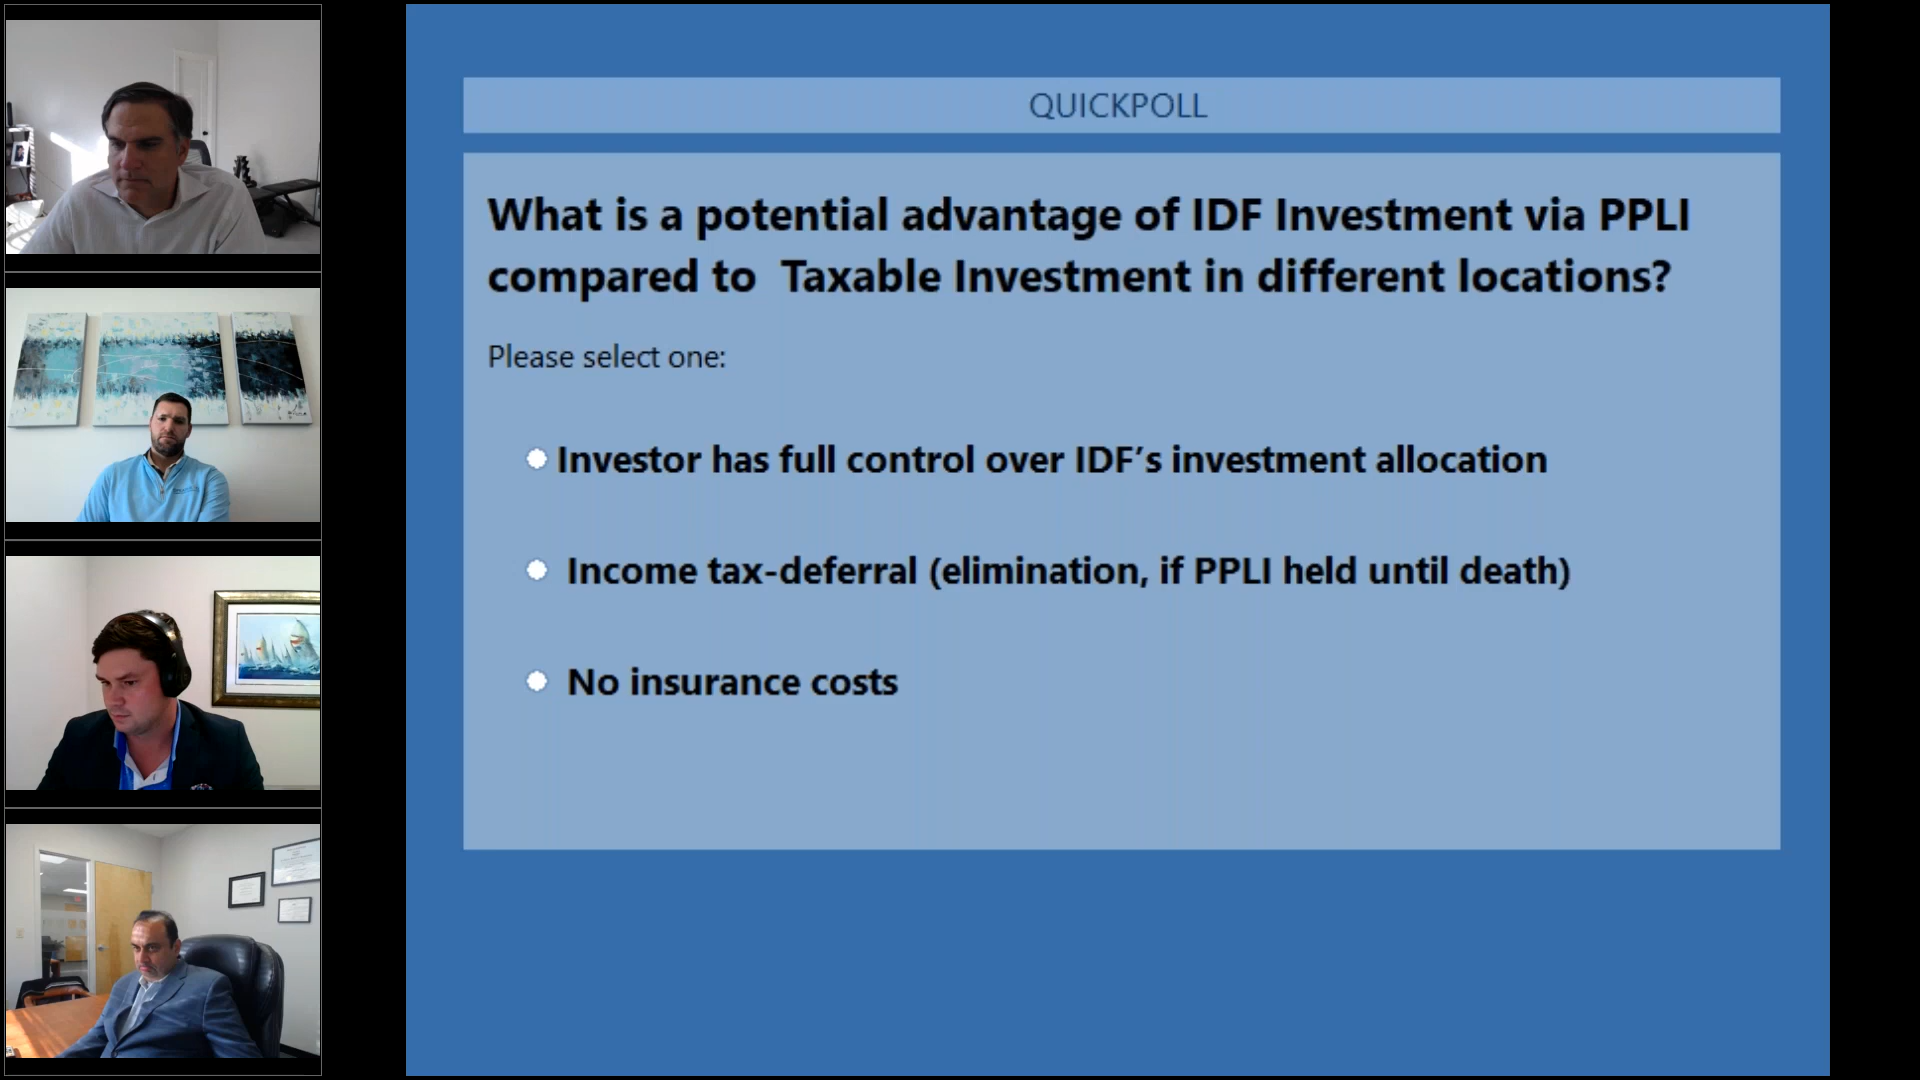 QUICKPOLL
What is a potential advantage of IDF Investment via PPLI
compared to  Taxable Investment in different locations?
Please select one:
Investor has full control over IDF’s investment allocation
Income tax-deferral (elimination, if PPLI held until death)
No insurance costs